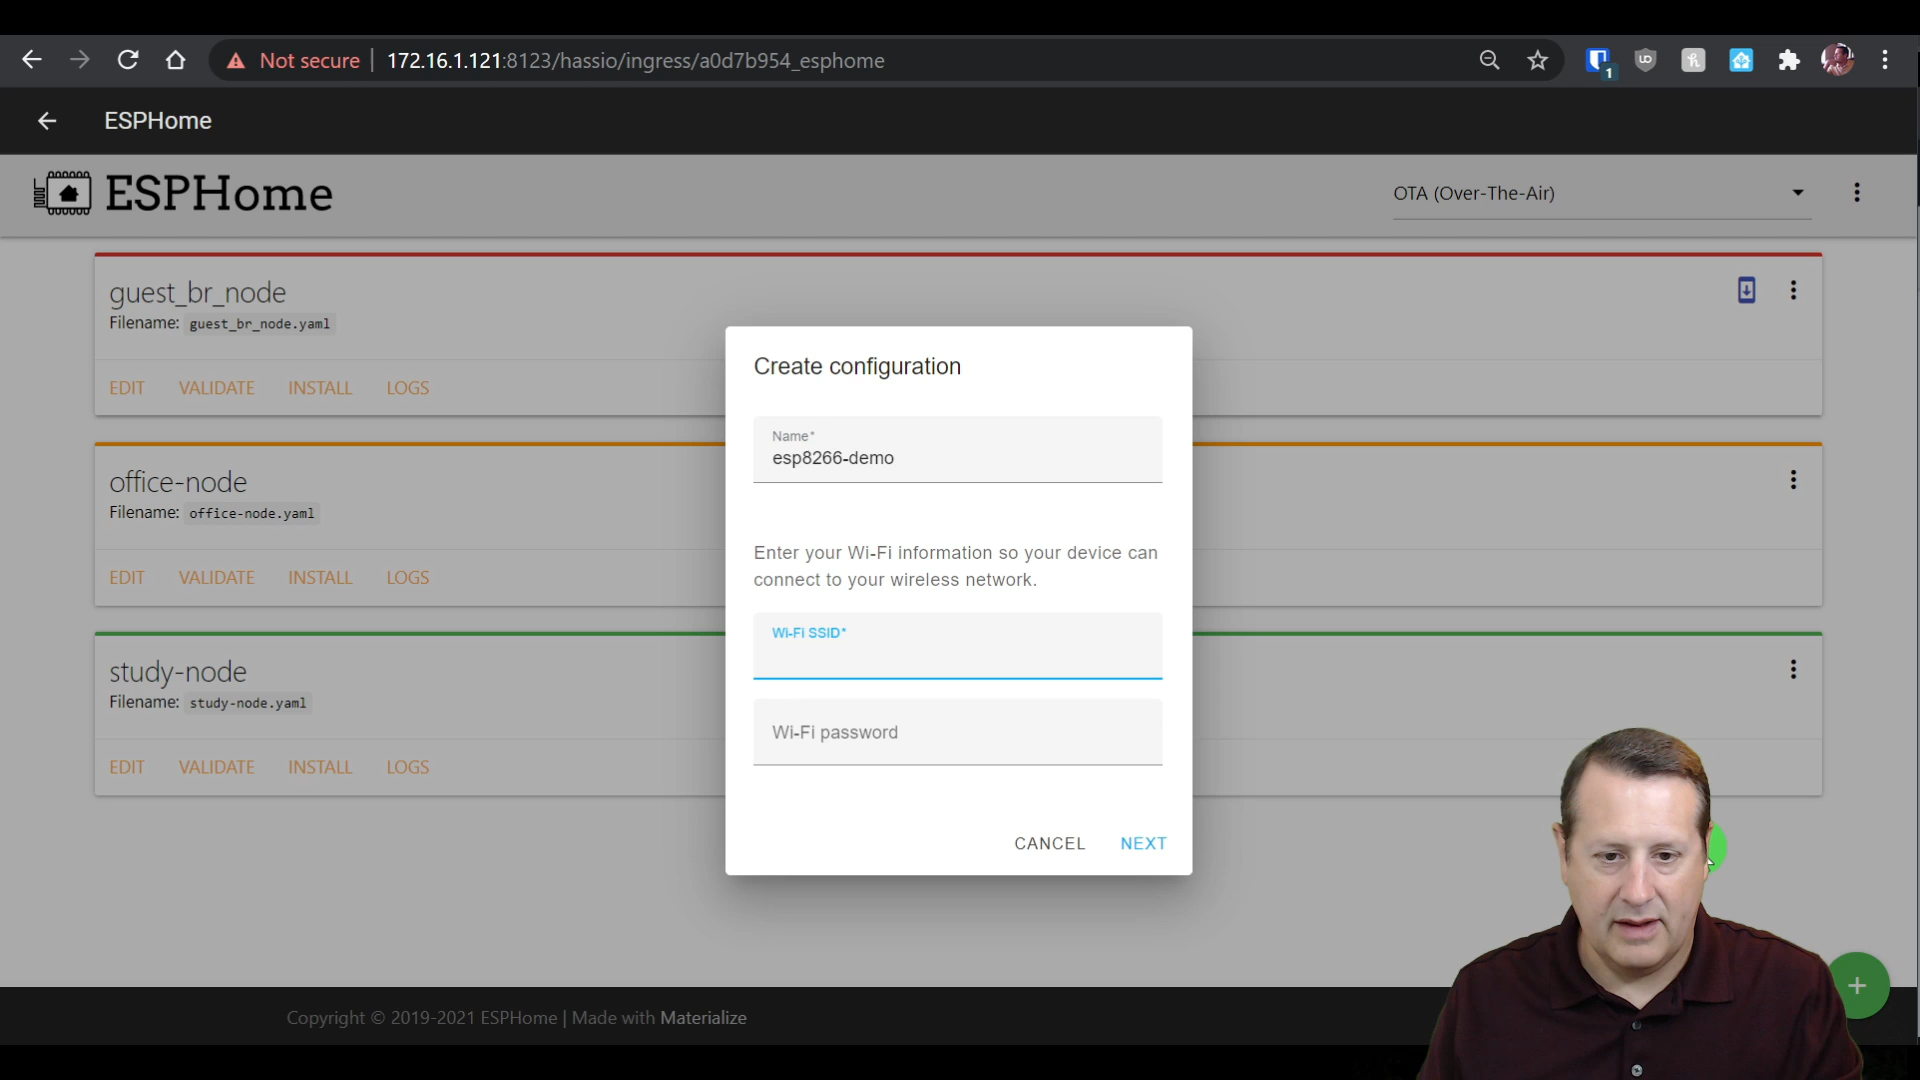 Not secure | 172.16.1.121:8123/hassio/ingress/a0d7b954_esphome
1
ESPHome
ESPHome
OTA (Over-The-Air)
guest_br_node
Filename: guest_br_node.yaml
EDIT VALIDATE INSTALL LOGS
office-node
Filename: office-node.yaml
EDIT VALIDATE INSTALL LOGS
study-node
Filename: study-node.yaml
EDIT VALIDATE INSTALL LOGS
Create configuration
Name*
esp8266-demo
Enter your Wi-Fi information so your device can
connect to your wireless network.
Wi-Fi SSID*
Wi-Fi password
CANCEL NEXT
Copyright © 2019-2021 ESPHome | Made with Materialize